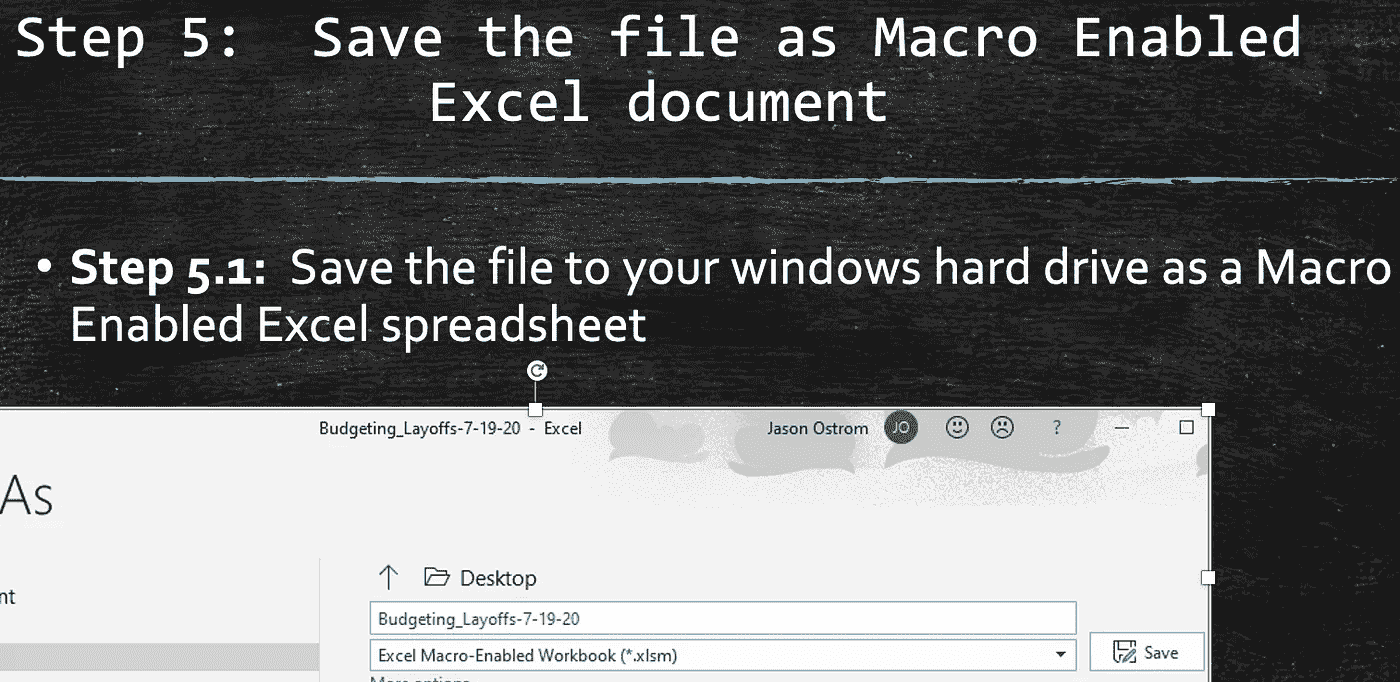 Step 5: Save the file as Macro Enabled
Excel document
• Step 5.1: Save the file to your windows hard drive as a Macro
Enabled Excel spreadsheet
Budgeting_Layoffs-7-19-20 - Excel
Jason Ostrom
JO
?
As
nt
Desktop
Budgeting_Layoffs-7-19-20
Excel Macro-Enabled Workbook (*.xlsm)
Save
More options